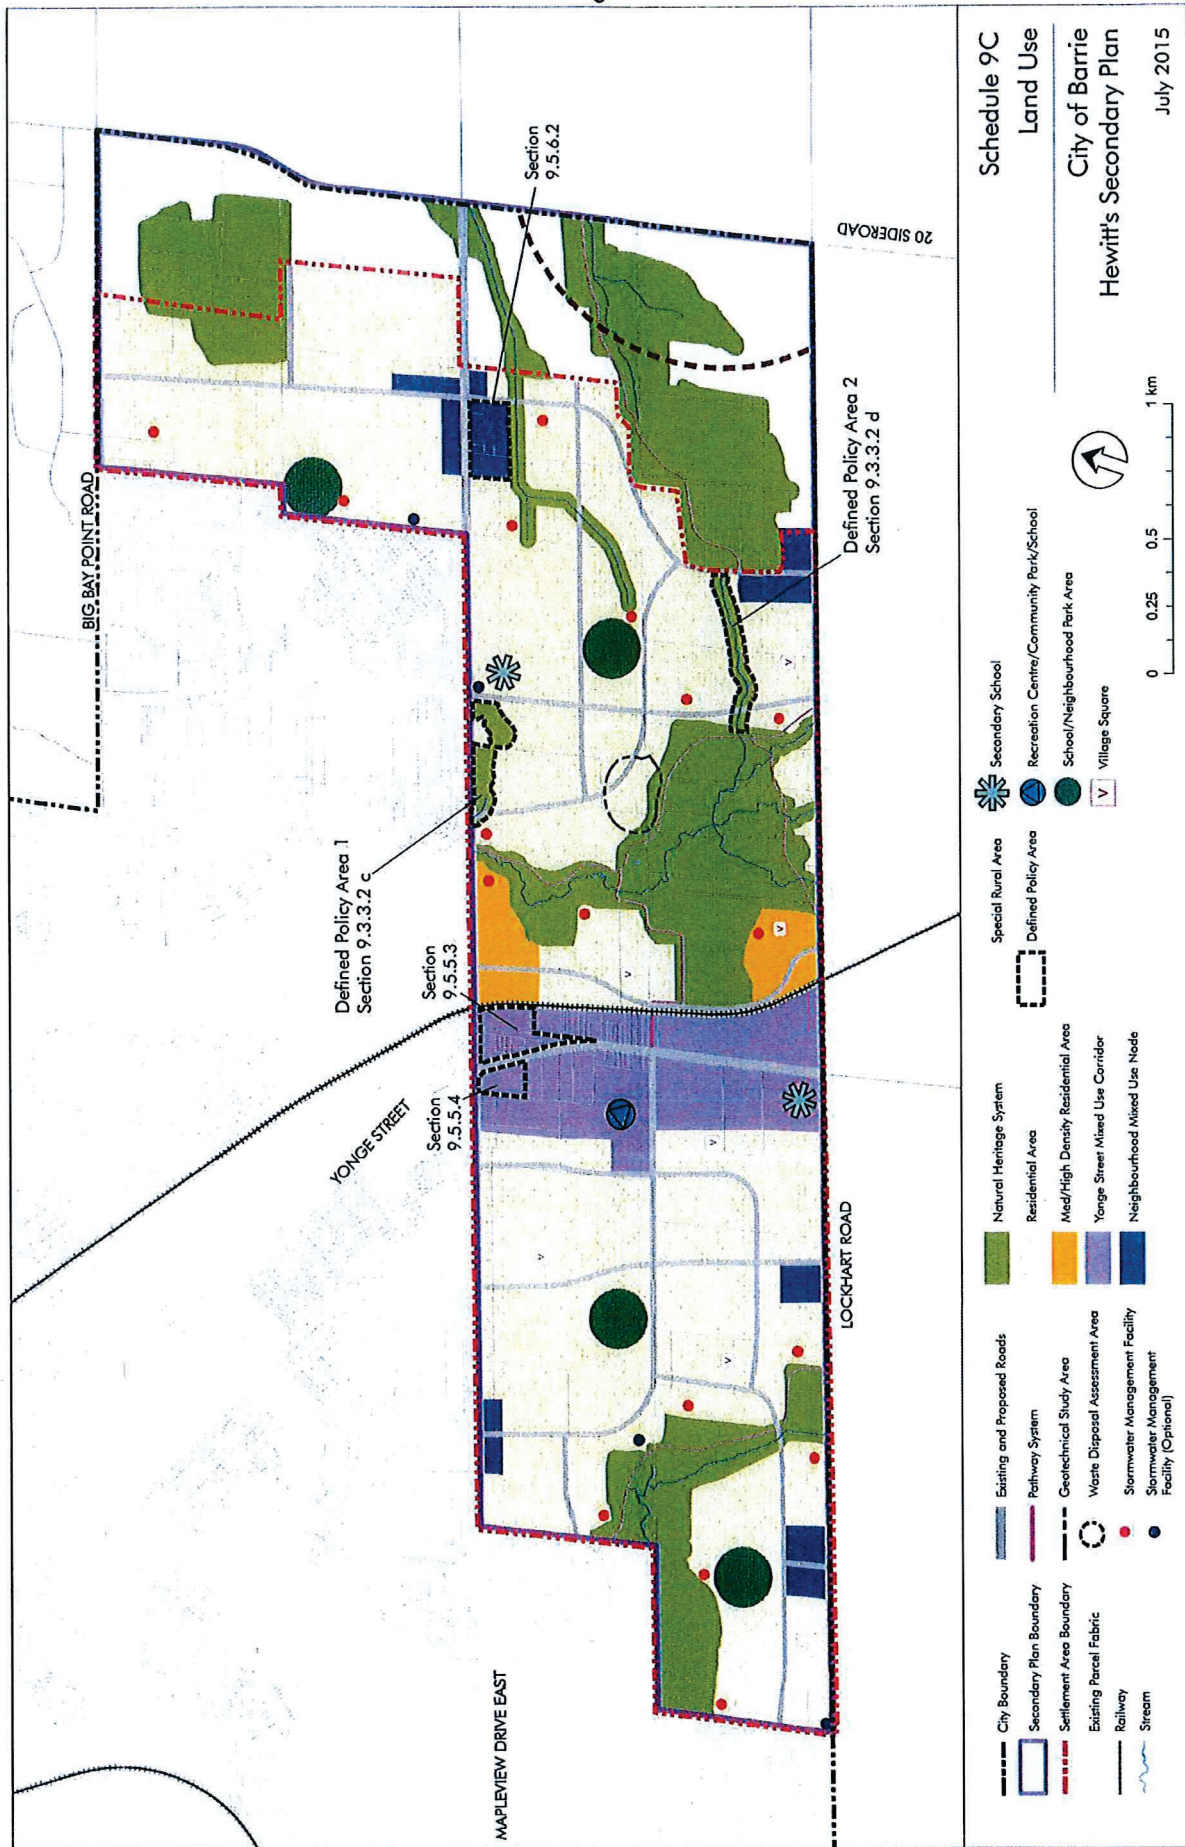 BIG BAY POINT ROAD
Section
9.5.6.2
20 SIDEROAD
Defined Policy Area 1
Section 9.3.3.2 c
Defined Policy Area 2
Section 9.3.3.2 d
Section
9.5.5.3
Section
9.5.5.4
YONGE STREET
MAPLEVIEW DRIVE EAST
LOCKHART ROAD
V
V
V
V
V
V
Schedule 9C
Land Use
City of Barrie
Hewitt's Secondary Plan
July 2015
City Boundary
Secondary Plan Boundary
Settlement Area Boundary
Existing Parcel Fabric
Railway
Stream
Existing and Proposed Roads
Pathway System
Geotechnical Study Area
Waste Disposal Assessment Area
Stormwater Management Facility
Stormwater Management
Facility (Optional)
Natural Heritage System
Residential Area
Med/High Density Residential Area
Yonge Street Mixed Use Corridor
Neighbourhood Mixed Use Node
Special Rural Area
Defined Policy Area
Secondary School
Recreation Centre/Community Park/School
School/Neighbourhood Park Area
V Village Square
0 0.25 0.5 1 km